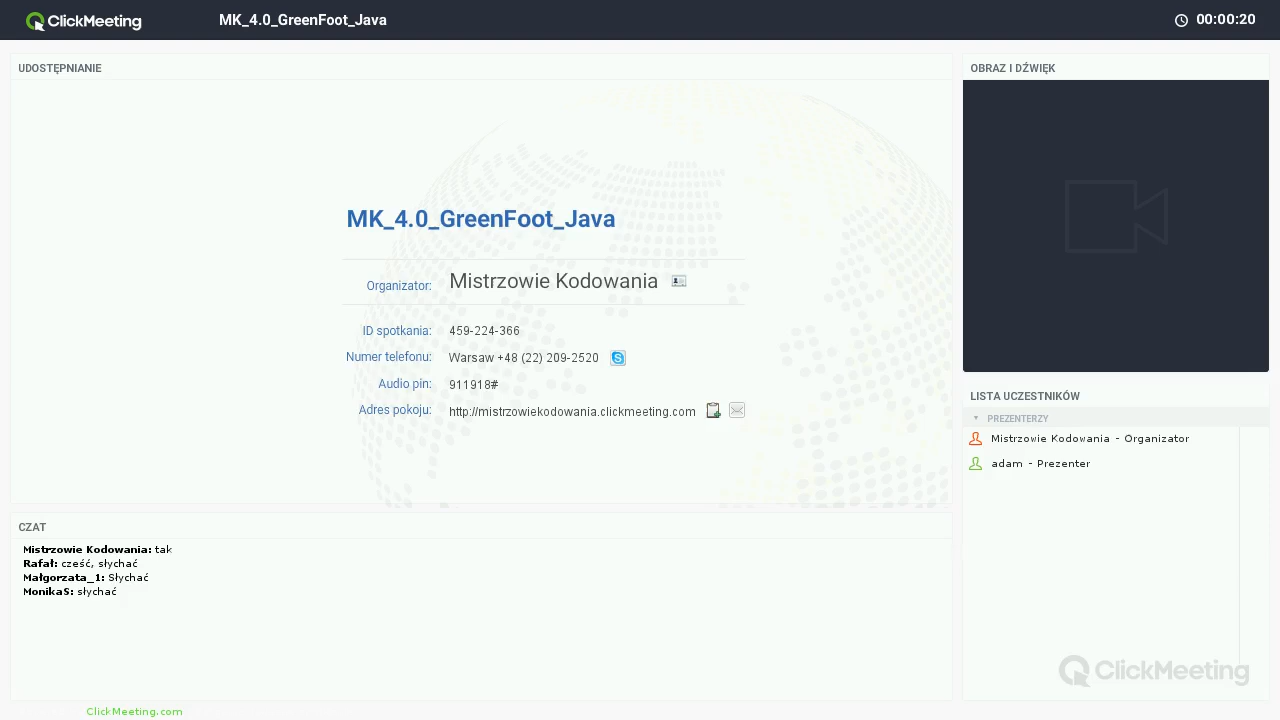 ClickMeeting
MK_4.0_GreenFoot_Java
00:00:20
UDOSTĘPNIANIE
MK_4.0_GreenFoot_Java
Organizator: Mistrzowie Kodowania
ID spotkania: 459-224-366
Numer telefonu: Warsaw +48 (22) 209-2520
Audio pin: 911918#
Adres pokoju: http://mistrzowiekodowania.clickmeeting.com
OBRAZ I DŹWIĘK
LISTA UCZESTNIKÓW
PREZENTERZY
Mistrzowie Kodowania - Organizator
adam - Prezenter
CZAT
Mistrzowie Kodowania: tak
Rafał: cześć, słychać
Małgorzata_1: Słychać
MonikaS: słychać
ClickMeeting
ClickMeeting.com